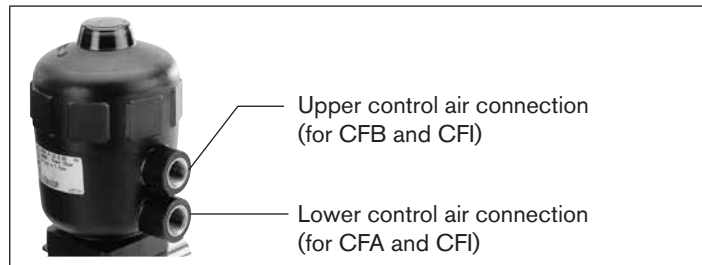 Upper control air connection
(for CFB and CFI)
Lower control air connection
(for CFA and CFI)